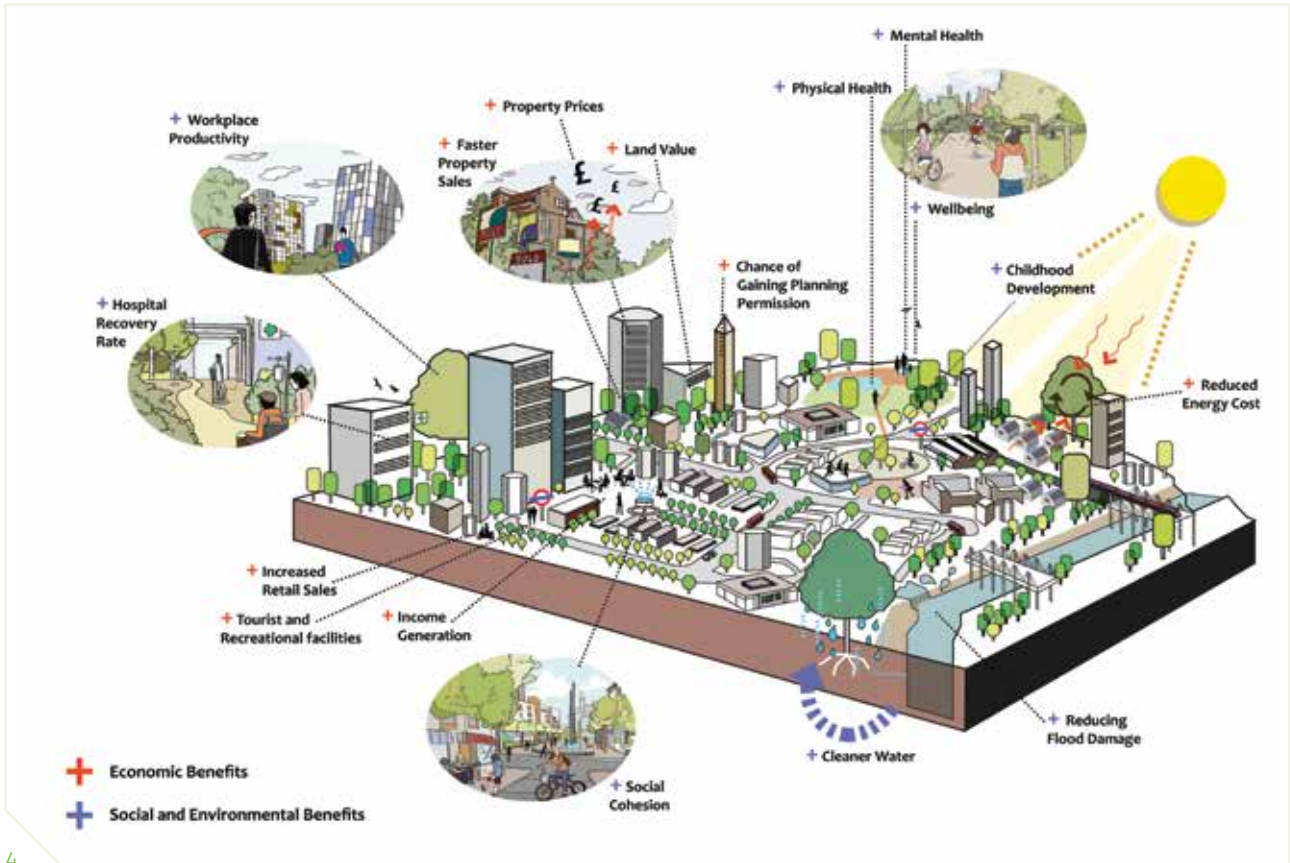 + Mental Health
+ Physical Health
+ Workplace
Productivity
+ Property Prices
+ Faster
Property
Sales
+ Land Value
£
£
£
+ Wellbeing
+ Chance of
Gaining Planning
Permission
+ Childhood
Development
+ Hospital
Recovery
Rate
+ Reduced
Energy Cost
+ Increased
Retail Sales
+ Tourist and
Recreational facilities
+ Income
Generation
+ Reducing
Flood Damage
+ Cleaner Water
+ Social
Cohesion
+ Economic Benefits
+ Social and Environmental Benefits
4